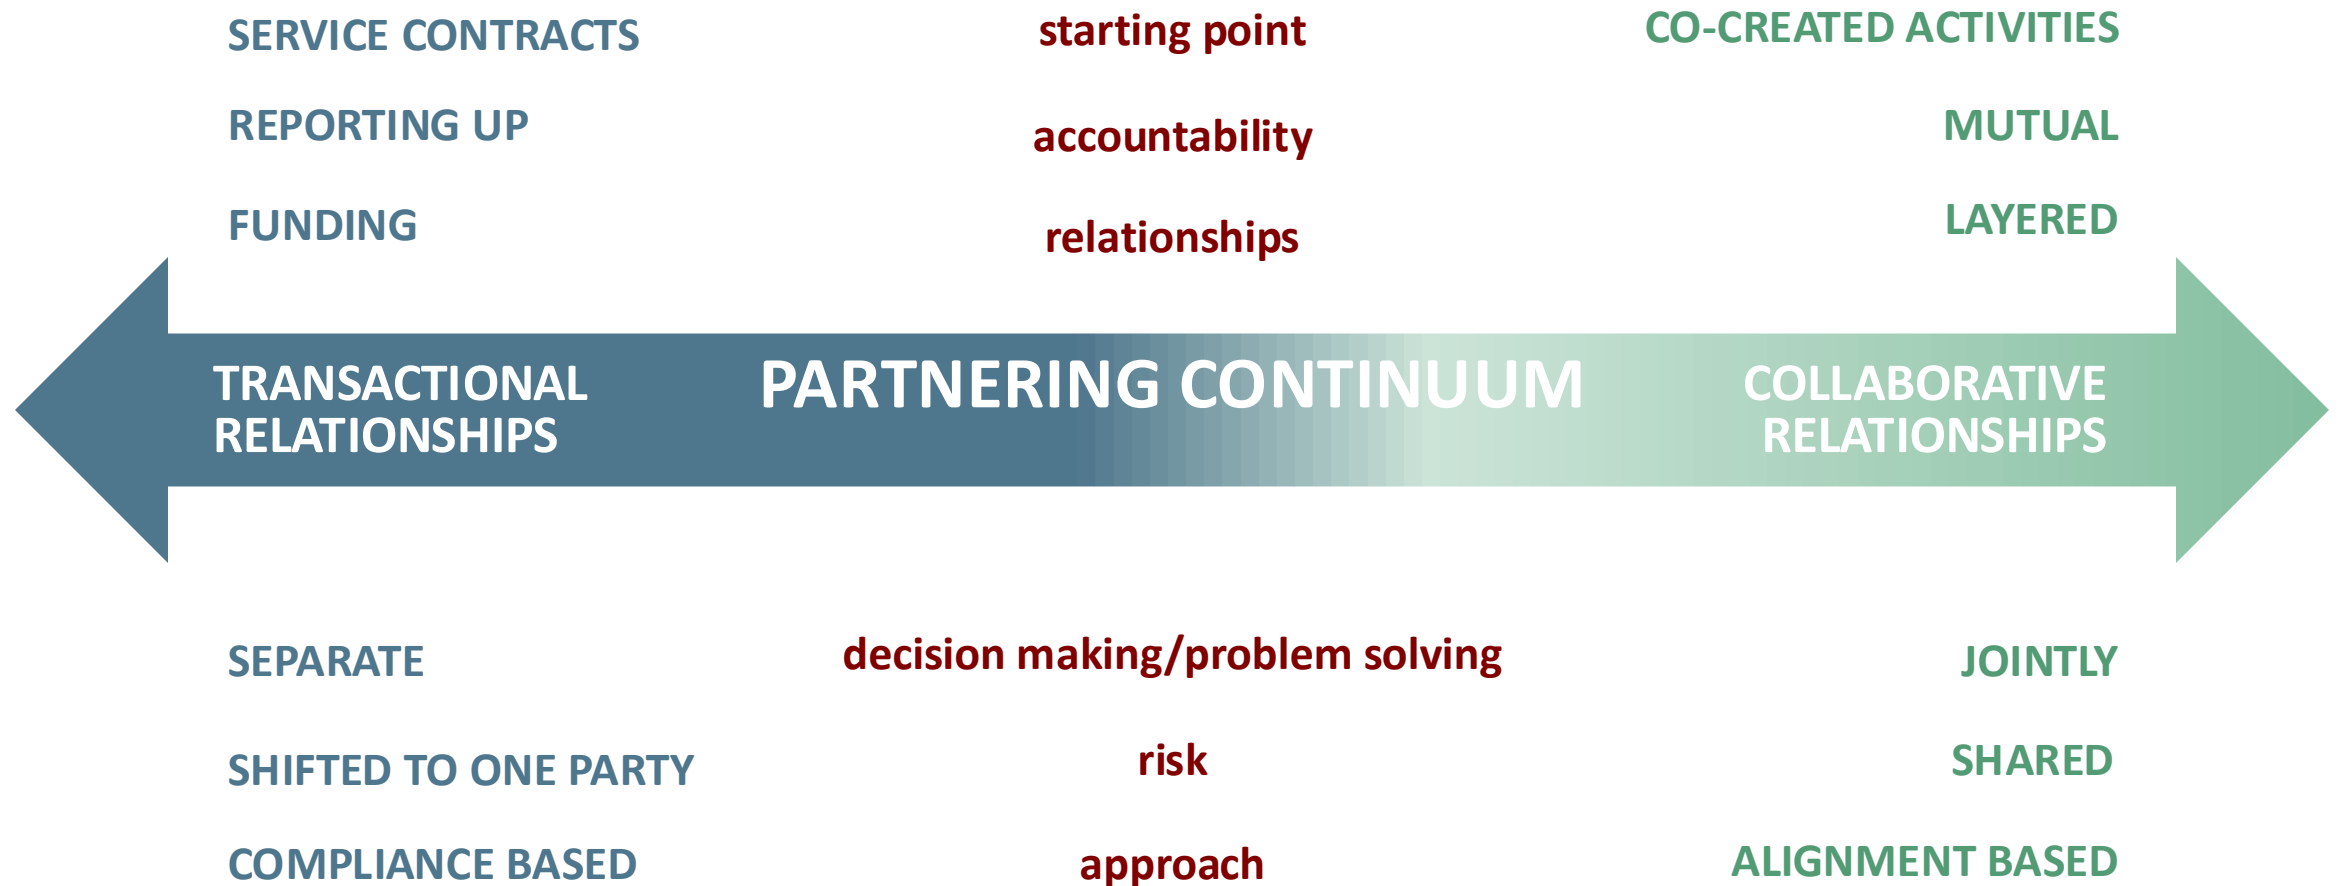 SERVICE CONTRACTS
starting point
CO-CREATED ACTIVITIES
REPORTING UP
accountability
MUTUAL
FUNDING
relationships
LAYERED
TRANSACTIONAL
RELATIONSHIPS
PARTNERING CONTINUUM
COLLABORATIVE
RELATIONSHIPS
SEPARATE
decision making/problem solving
JOINTLY
SHIFTED TO ONE PARTY
risk
SHARED
COMPLIANCE BASED
approach
ALIGNMENT BASED